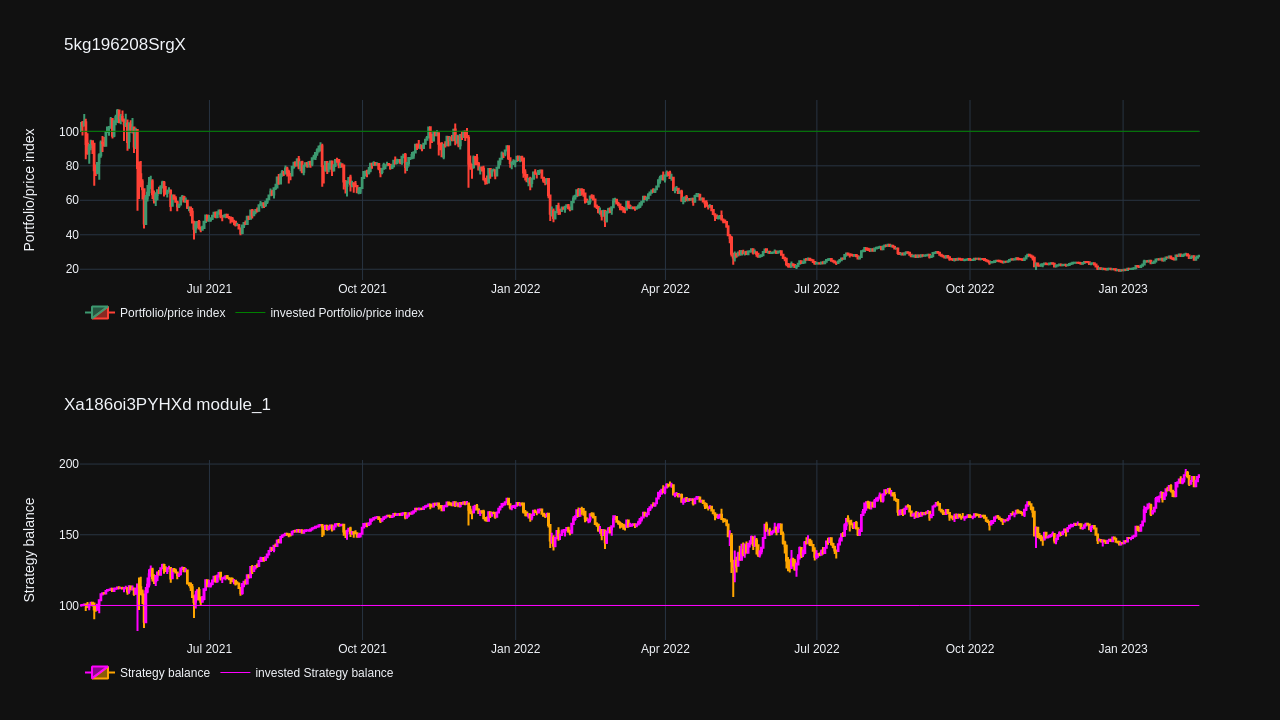 5kg196208SrgX
Portfolio/price index
100
80
60
40
20
Jul 2021
Oct 2021
Jan 2022
Apr 2022
Jul 2022
Oct 2022
Jan 2023
Portfolio/price index
invested Portfolio/price index
Xa186oi3PYHXd module_1
Strategy balance
200
150
100
Jul 2021
Oct 2021
Jan 2022
Apr 2022
Jul 2022
Oct 2022
Jan 2023
Strategy balance
invested Strategy balance